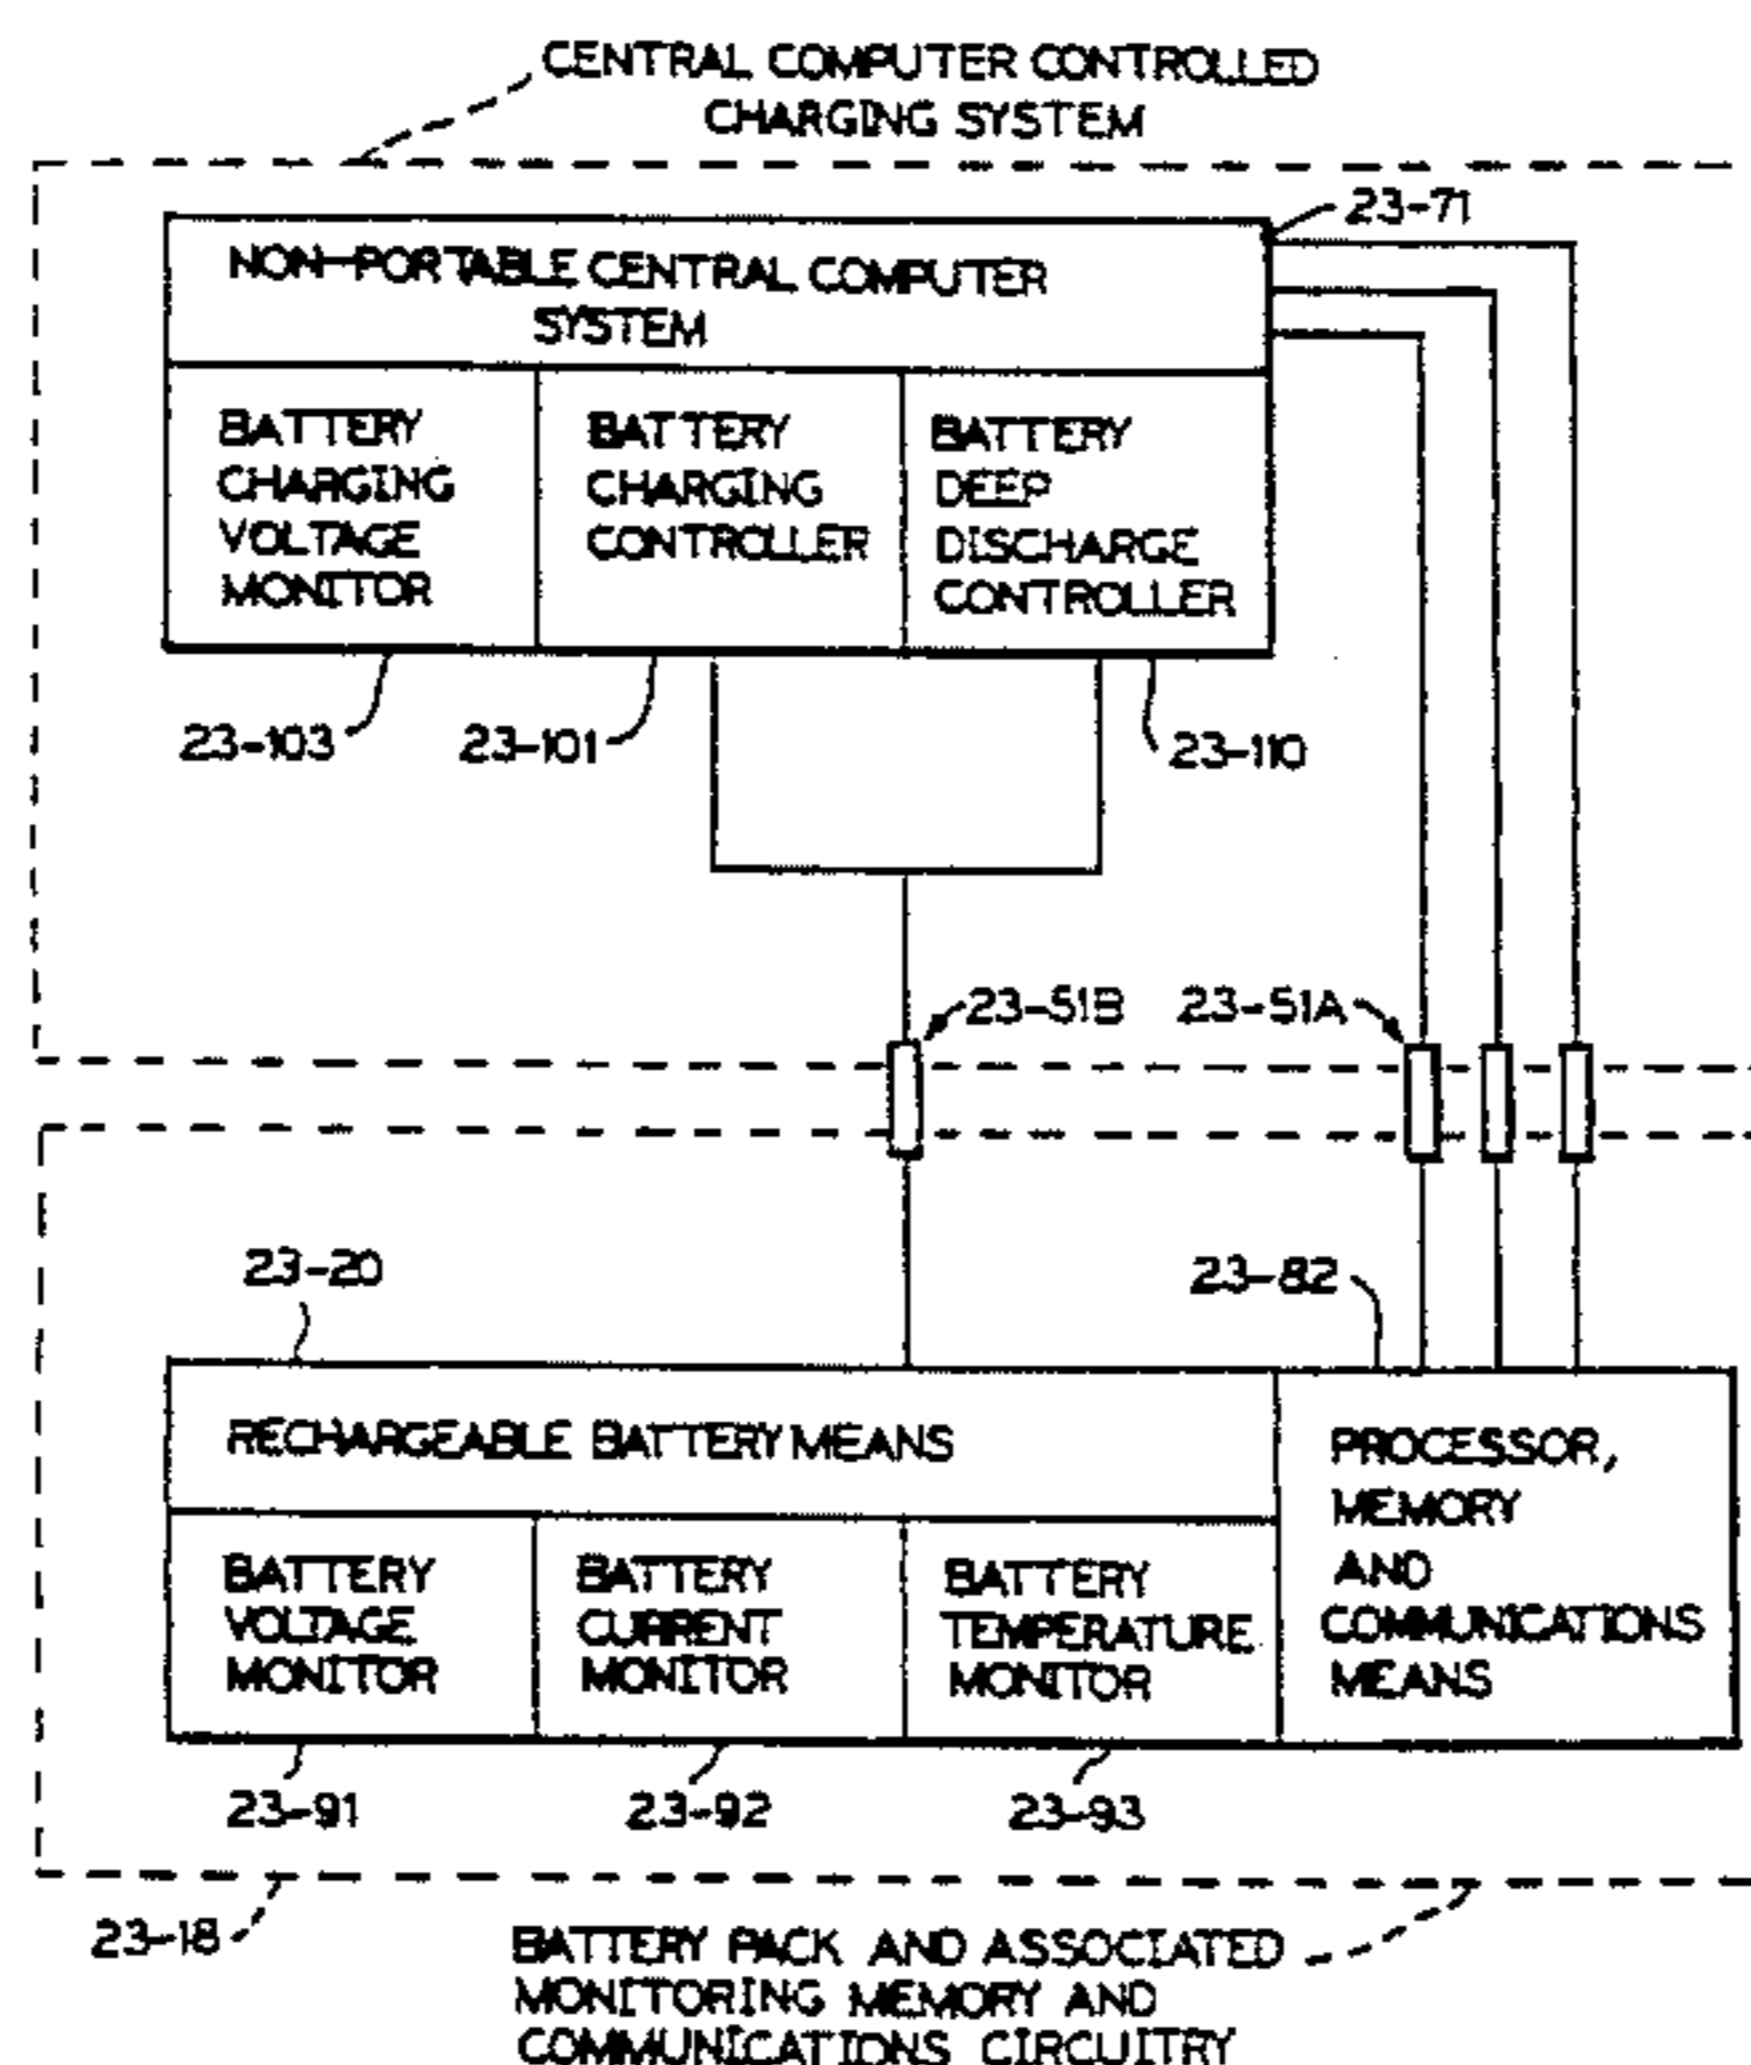 CENTRAL COMPUTER CONTROLLED
CHARGING SYSTEM
23-71
NON-PORTABLE CENTRAL COMPUTER
SYSTEM
BATTERY
CHARGING
VOLTAGE
MONITOR
BATTERY
CHARGING
CONTROLLER
BATTERY
DEEP
DISCHARGE
CONTROLLER
23-103
23-101
23-110
23-51B
23-51A
23-20
23-82
RECHARGEABLE BATTERY MEANS
PROCESSOR,
MEMORY
AND
COMMUNICATIONS
MEANS
BATTERY
VOLTAGE
MONITOR
BATTERY
CURRENT
MONITOR
BATTERY
TEMPERATURE
MONITOR
23-91
23-92
23-93
23-18
BATTERY PACK AND ASSOCIATED
MONITORING MEMORY AND
COMMUNICATIONS CIRCUITRY